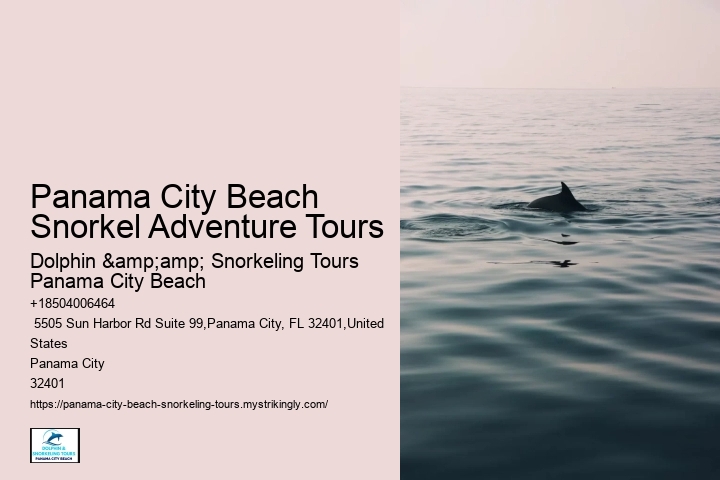 Panama City Beach
Snorkel Adventure Tours
Dolphin &amp;amp; Snorkeling Tours
Panama City Beach
+18504006464
5505 Sun Harbor Rd Suite 99,Panama City, FL 32401,United
States
Panama City
32401
https://panama-city-beach-snorkeling-tours.mystrikingly.com/
DOLPHIN &
SNORKELING TOURS
PANAMA CITY BEACH